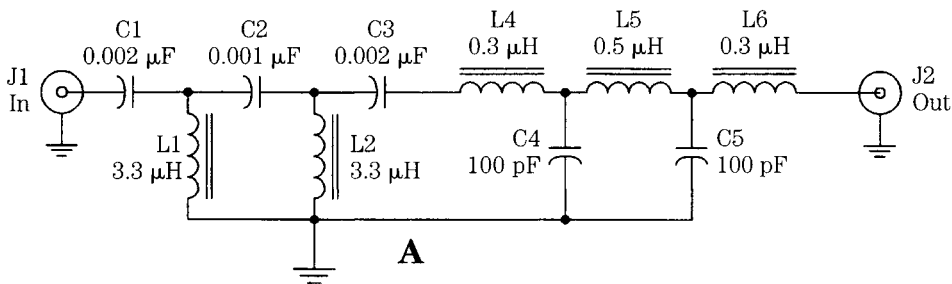 C1
0.002 μF
C2
0.001 μF
C3
0.002 μF
L4
0.3 μH
L5
0.5 μH
L6
0.3 μH
J1
In
J2
Out
L1
3.3 μH
L2
3.3 μH
C4
100 pF
C5
100 pF
A